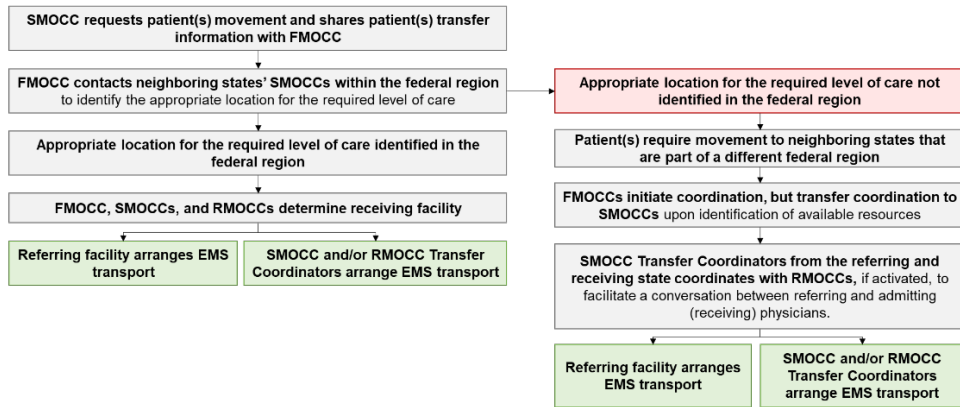 SMOCC requests patient(s) movement and shares patient(s) transfer
information with FMOCC
FMOCC contacts neighboring states' SMOCCs within the federal region
to identify the appropriate location for the required level of care
Appropriate location for the required level of care identified in the
federal region
FMOCC, SMOCCs, and RMOCCs determine receiving facility
Referring facility arranges EMS
transport
SMOCC and/or RMOCC Transfer
Coordinators arrange EMS transport
Appropriate location for the required level of care not
identified in the federal region
Patient(s) require movement to neighboring states that
are part of a different federal region
FMOCCs initiate coordination, but transfer coordination to
SMOCCs upon identification of available resources
SMOCC Transfer Coordinators from the referring and
receiving state coordinates with RMOCCs, if activated, to
facilitate a conversation between referring and admitting
(receiving) physicians.
Referring facility arranges
EMS transport
SMOCC and/or RMOCC
Transfer Coordinators
arrange EMS transport